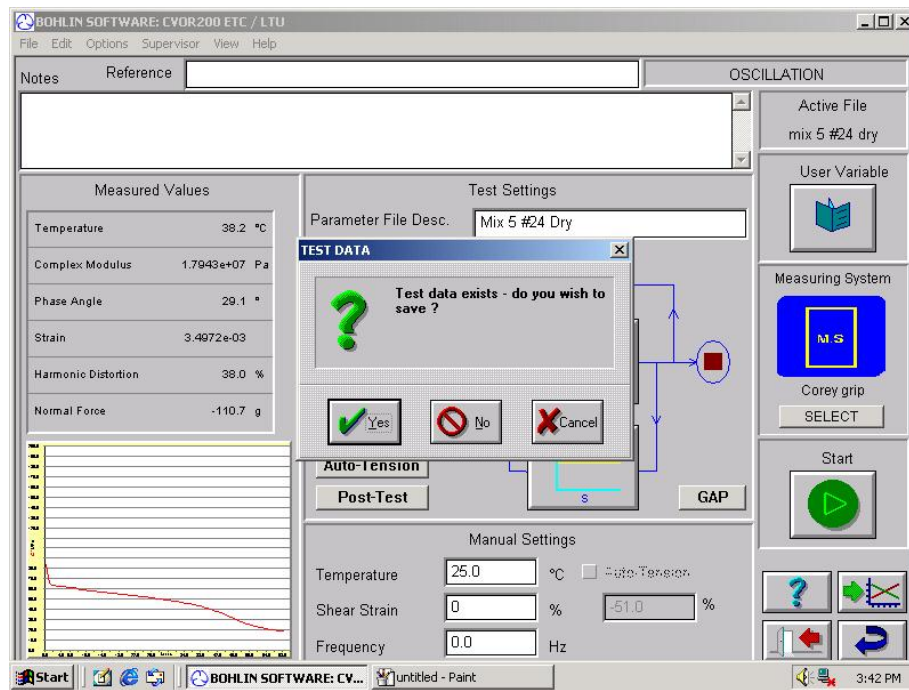 BOHLIN SOFTWARE: CVOR200 ETC / LTU
File Edit Options Supervisor View Help
Notes Reference
OSCILLATION
Active File
mix 5 #24 dry
User Variable
Measured Values
Temperature 38.2 °C
Complex Modulus 1.7943e+07 Pa
Phase Angle 29.1 °
Strain 3.4972e-03
Harmonic Distortion 38.0 %
Normal Force -110.7 g
Test Settings
Parameter File Desc. Mix 5 #24 Dry
TEST DATA
Test data exists - do you wish to
save ?
Yes No Cancel
Auto-Tension
Post-Test
S
GAP
Measuring System
M.S
Corey grip
SELECT
Start
Manual Settings
Temperature 25.0 °C Auto-Tension
Shear Strain 0 % -51.0 %
Frequency 0.0 Hz
Start BOHLIN SOFTWARE: CV... untitled - Paint 3:42 PM